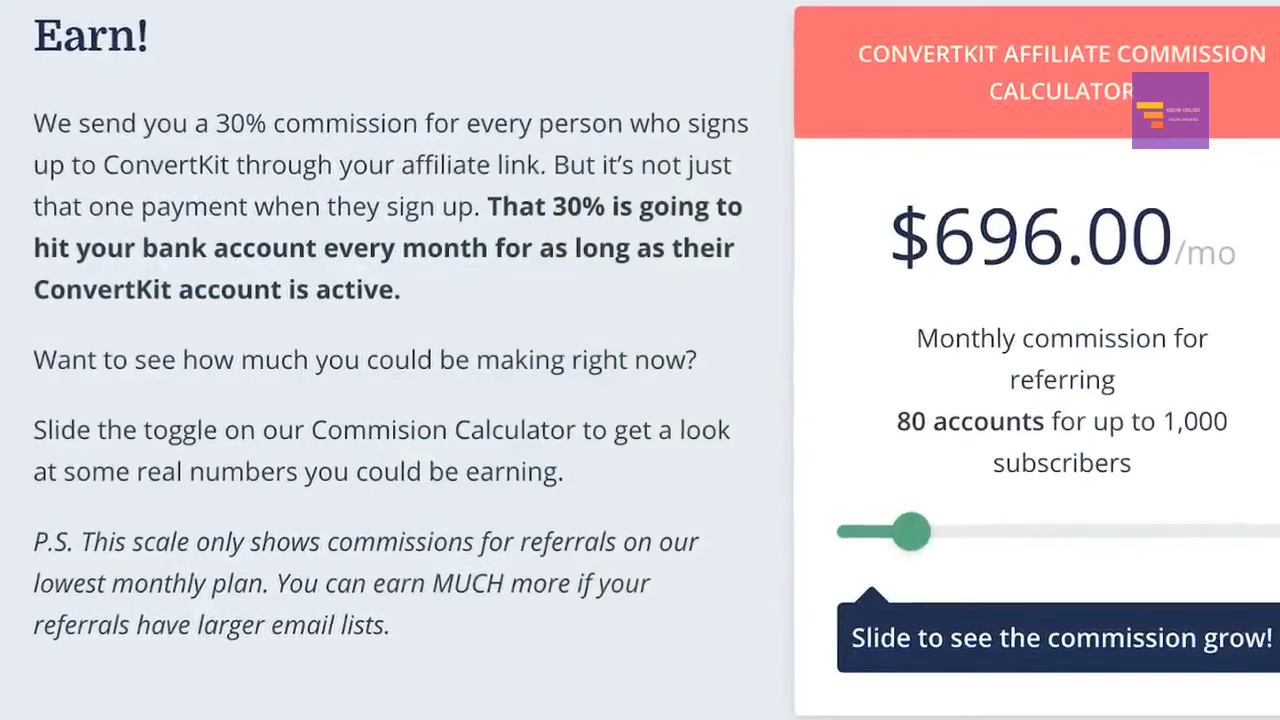 Earn!
We send you a 30% commission for every person who signs
up to ConvertKit through your affiliate link. But it’s not just
that one payment when they sign up. That 30% is going to
hit your bank account every month for as long as their
ConvertKit account is active.
Want to see how much you could be making right now?
Slide the toggle on our Commision Calculator to get a look
at some real numbers you could be earning.
P.S. This scale only shows commissions for referrals on our
lowest monthly plan. You can earn MUCH more if your
referrals have larger email lists.
CONVERTKIT AFFILIATE COMMISSION
CALCULATOR
GROW ONLINE
$696.00/mo
Monthly commission for
referring
80 accounts for up to 1,000
subscribers
Slide to see the commission grow!